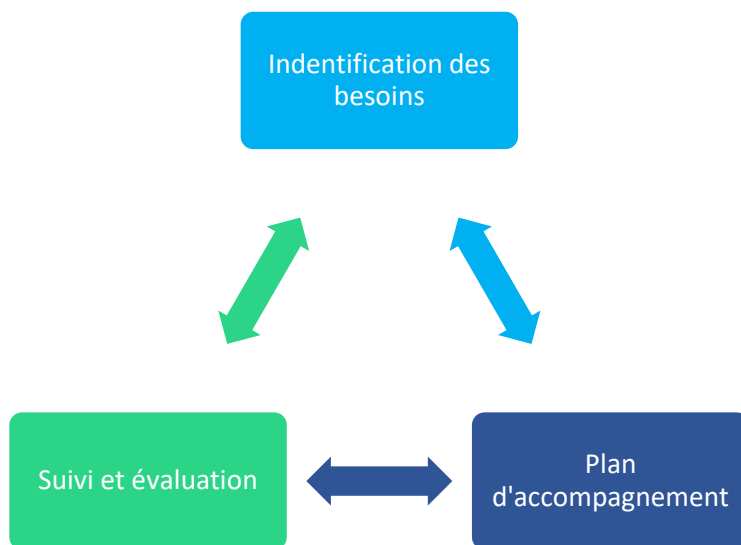 Indentification des
besoins
Suivi et évaluation
Plan
d'accompagnement